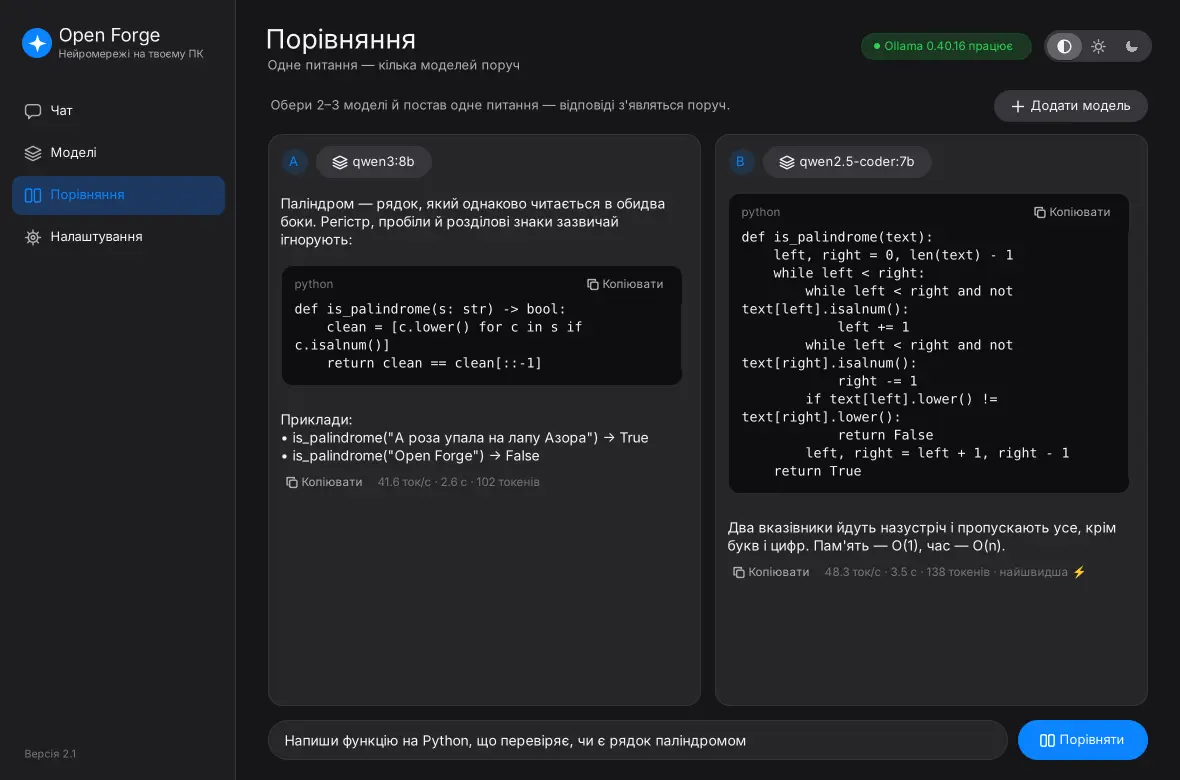 Open Forge
Нейромережі на твоєму ПК
Чат
Моделі
Порівняння
Налаштування
Версія 2.1
Порівняння
Одне питання — кілька моделей поруч
Ollama 0.40.16 працює
Обери 2–3 моделі й постав одне питання — відповіді з'являться поруч.
Додати модель
A
qwen3:8b
Паліндром — рядок, який однаково читається в обидва
боки. Регістр, пробіли й розділові знаки зазвичай
ігнорують:
python
Копіювати
def is_palindrome(s: str) -> bool:
    clean = [c.lower() for c in s if
c.isalnum()]
    return clean == clean[::-1]
Приклади:
• is_palindrome("А роза упала на лапу Азора") → True
• is_palindrome("Open Forge") → False
Копіювати
41.6 ток/с · 2.6 с · 102 токенів
B
qwen2.5-coder:7b
python
Копіювати
def is_palindrome(text):
    left, right = 0, len(text) - 1
    while left < right:
        while left < right and not
text[left].isalnum():
            left += 1
        while left < right and not
text[right].isalnum():
            right -= 1
        if text[left].lower() !=
text[right].lower():
            return False
        left, right = left + 1, right - 1
    return True
Два вказівники йдуть назустріч і пропускають усе, крім
букв і цифр. Пам'ять — O(1), час — O(n).
Копіювати
48.3 ток/с · 3.5 с · 138 токенів · найшвидша ⚡
Напиши функцію на Python, що перевіряє, чи є рядок паліндромом
Порівняти